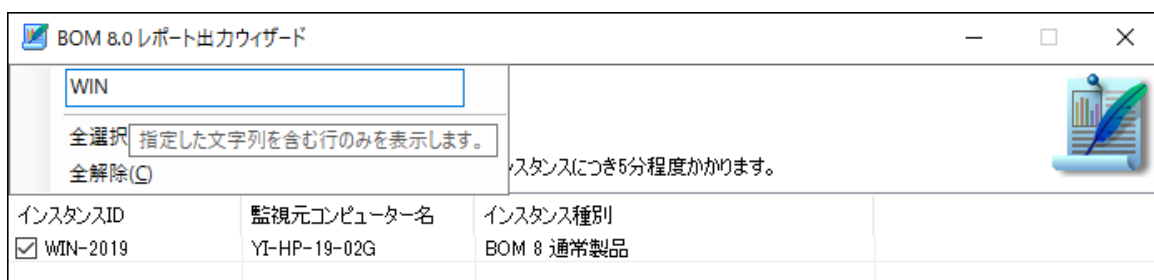 BOM 8.0 レポート出力ウィザード
WIN
全選択
指定した文字列を含む行のみを表示します。
全解除(C)
ンスタンスにつき5分程度かかります。
インスタンスID 監視元コンピューター名 インスタンス種別
WIN-2019 YI-HP-19-02G BOM 8 通常製品